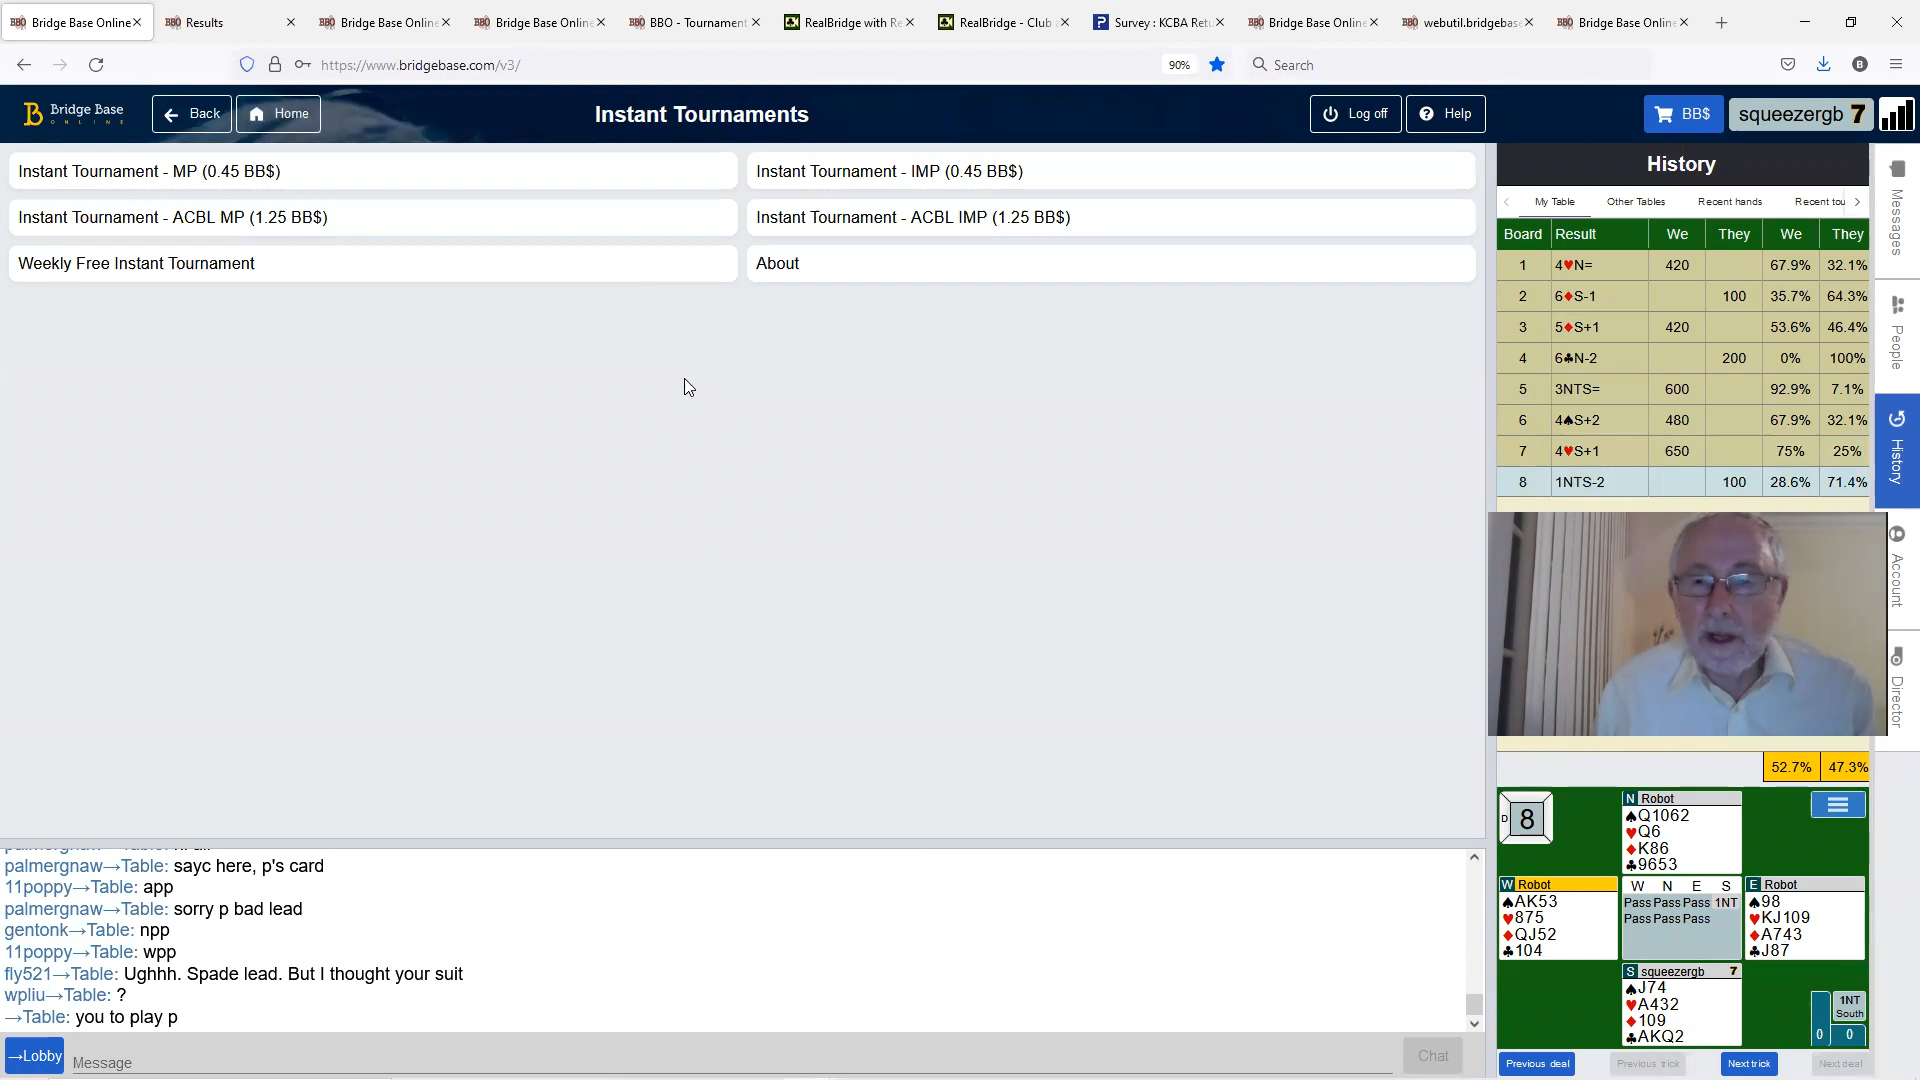 Bridge Base Online
Results
Bridge Base Online
Bridge Base Online
BBO - Tournament
RealBridge with Re
RealBridge - Club
Survey : KCBA Retu
Bridge Base Online
webutil.bridgebase
Bridge Base Online
https://www.bridgebase.com/v3/
90%
Search
Bridge Base
ONLINE
Back
Home
Instant Tournaments
Log off
Help
BB$
squeezergb 7
Instant Tournament - MP (0.45 BB$)
Instant Tournament - IMP (0.45 BB$)
Instant Tournament - ACBL MP (1.25 BB$)
Instant Tournament - ACBL IMP (1.25 BB$)
Weekly Free Instant Tournament
About
History
My Table Other Tables Recent hands Recent tou
Board Result We They We They
1 4♥N= 420 67.9% 32.1%
2 6♦S-1 100 35.7% 64.3%
3 5♦S+1 420 53.6% 46.4%
4 6♣N-2 200 0% 100%
5 3NTS= 600 92.9% 7.1%
6 4♠S+2 480 67.9% 32.1%
7 4♥S+1 650 75% 25%
8 1NTS-2 100 28.6% 71.4%
52.7% 47.3%
Messages
People
History
Account
Director
palmergnaw→Table: sayc here, p's card
11poppy→Table: app
palmergnaw→Table: sorry p bad lead
gentonk→Table: npp
11poppy→Table: wpp
fly521→Table: Ughhh. Spade lead. But I thought your suit
wpliu→Table: ?
→Table: you to play p
→Lobby
Message
Chat
D 8
N Robot
♠Q1062
♥Q6
♦K86
♣9653
W Robot
♠AK53
♥875
♦QJ52
♣104
W N E S
Pass Pass Pass 1NT
Pass Pass Pass
E Robot
♠98
♥KJ109
♦A743
♣J87
S squeezergb 7
♠J74
♥A432
♦109
♣AKQ2
1NT
South
0 0
Previous deal
Previous trick
Next trick
Next deal